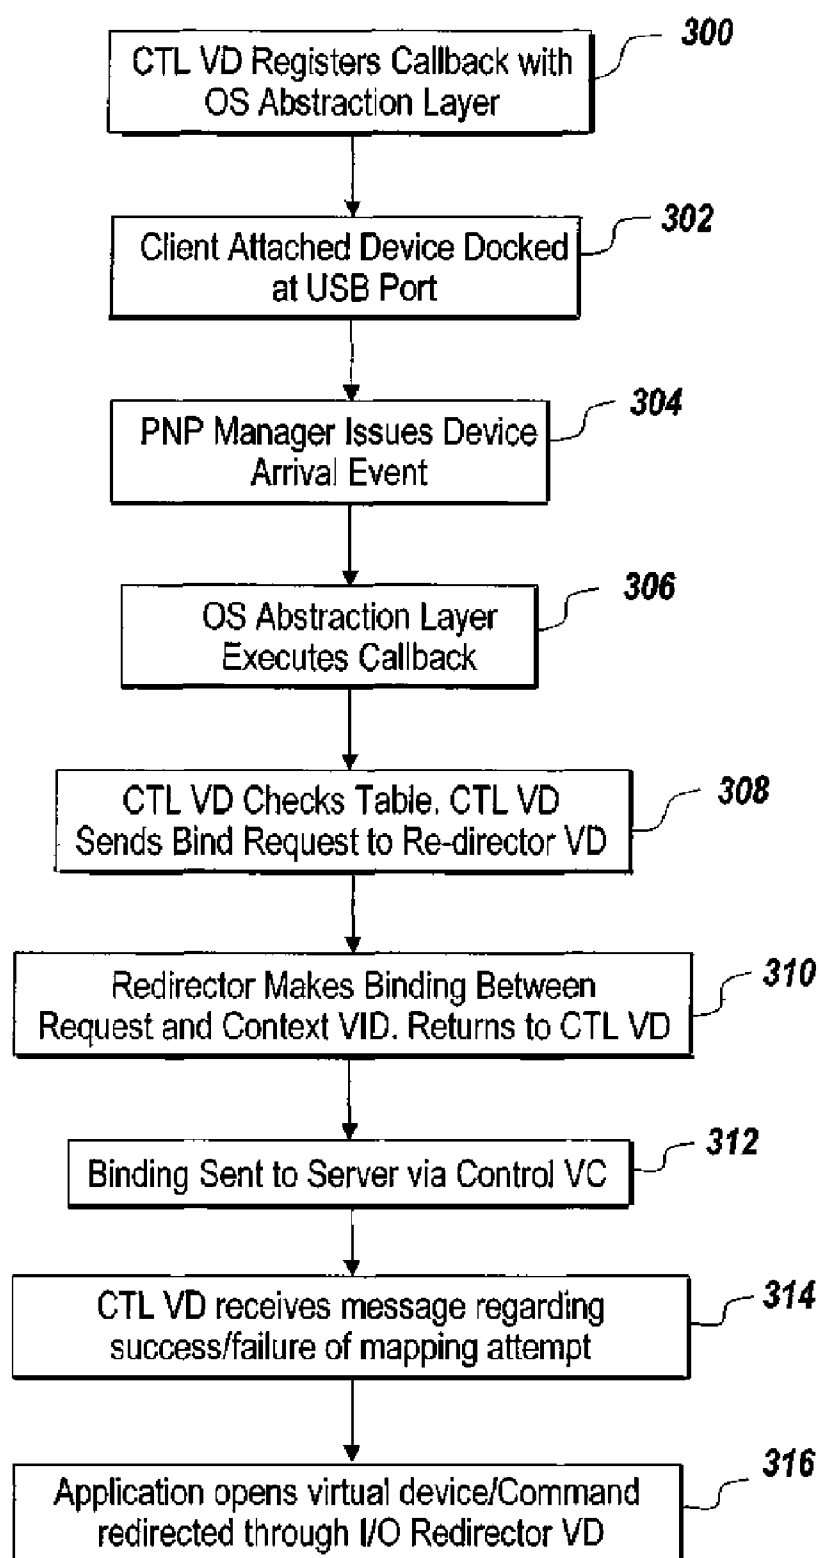 CTL VD Registers Callback with
OS Abstraction Layer
300
Client Attached Device Docked
at USB Port
302
PNP Manager Issues Device
Arrival Event
304
OS Abstraction Layer
Executes Callback
306
CTL VD Checks Table. CTL VD
Sends Bind Request to Re-director VD
308
Redirector Makes Binding Between
Request and Context VID. Returns to CTL VD
310
Binding Sent to Server via Control VC
312
CTL VD receives message regarding
success/failure of mapping attempt
314
Application opens virtual device/Command
redirected through I/O Redirector VD
316